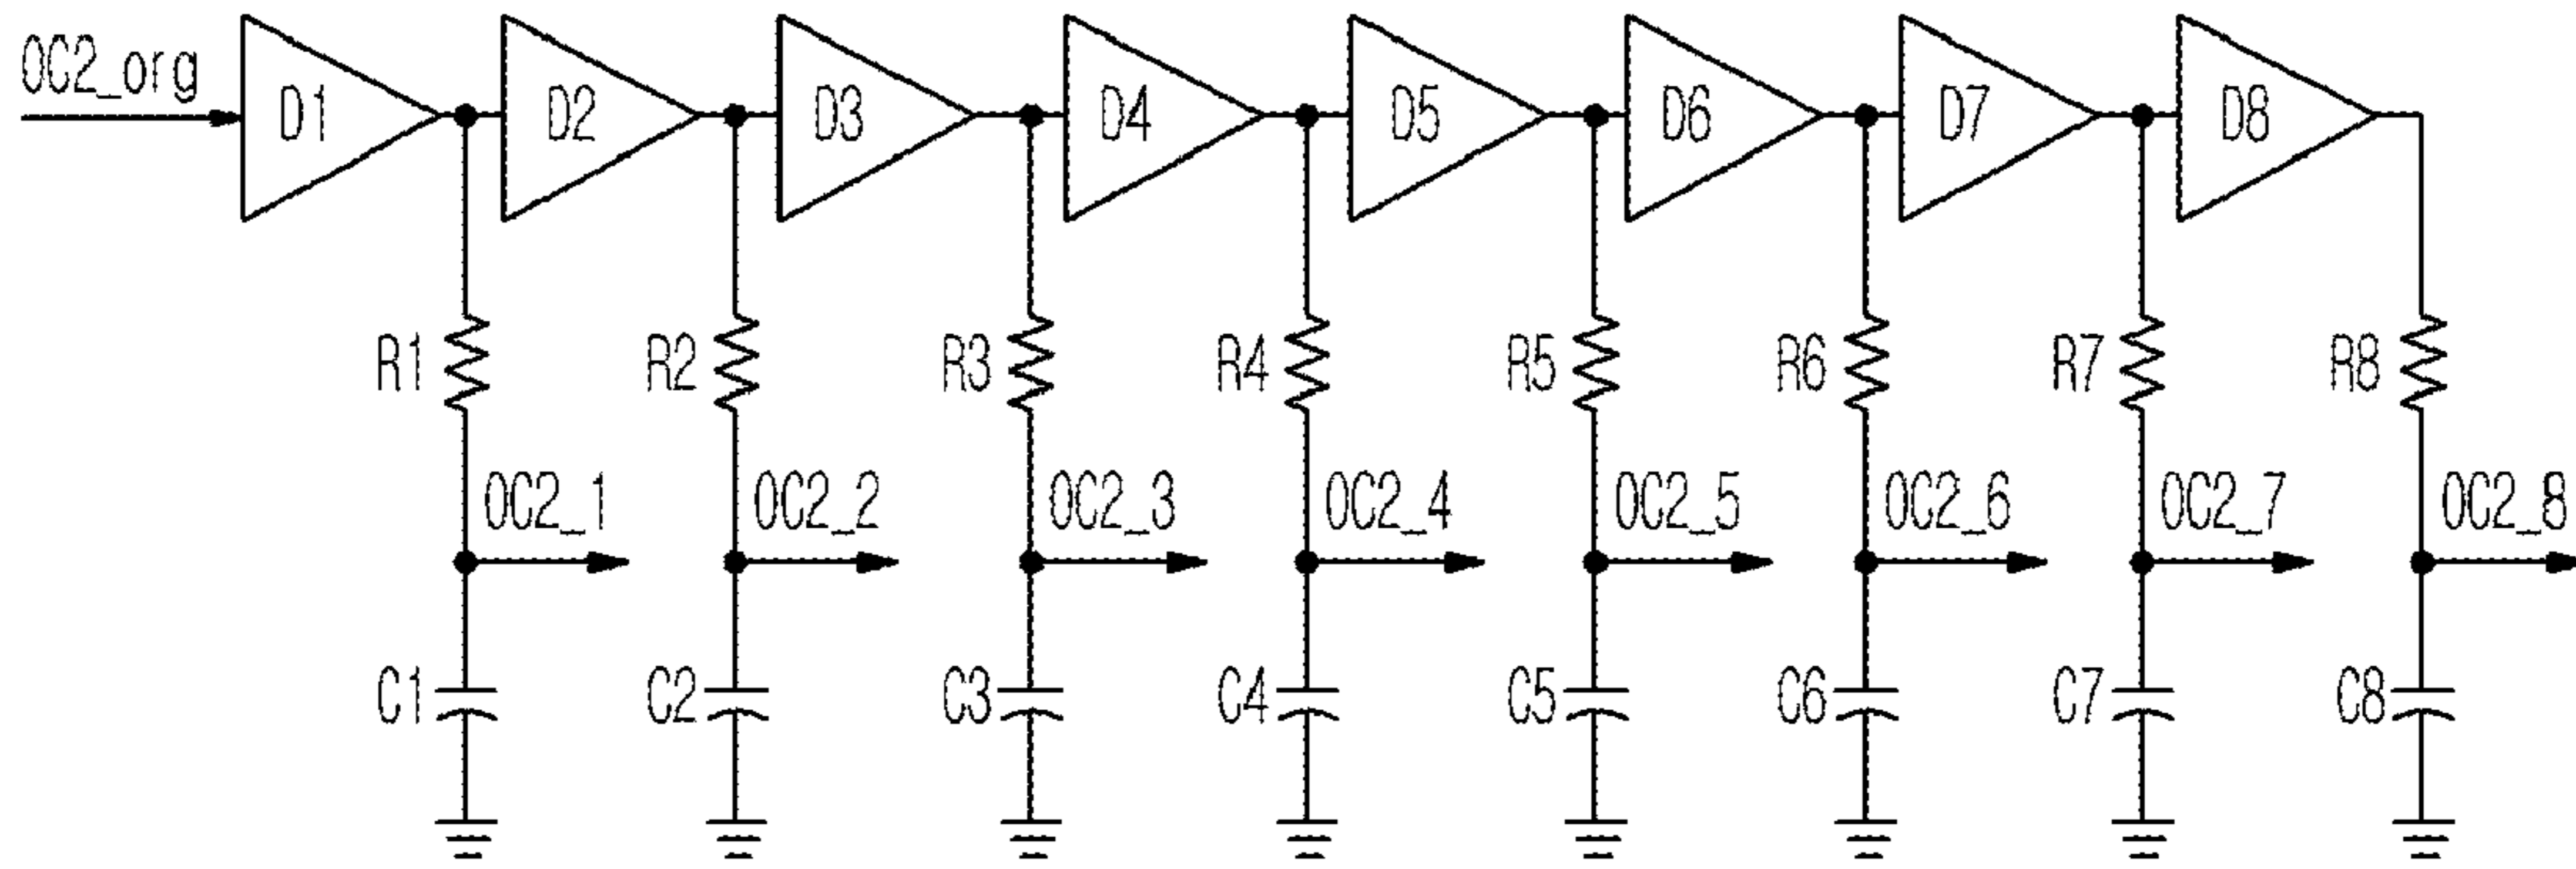 OC2_org
D1 D2 D3 D4 D5 D6 D7 D8
R1 R2 R3 R4 R5 R6 R7 R8
OC2_1 OC2_2 OC2_3 OC2_4 OC2_5 OC2_6 OC2_7 OC2_8
C1 C2 C3 C4 C5 C6 C7 C8